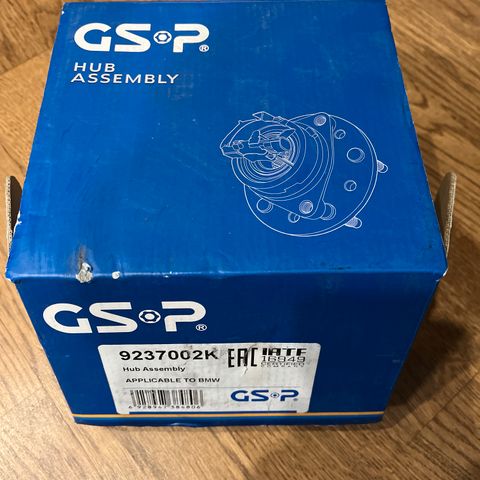 GSP®
HUB
ASSEMBLY
GSP®
9237002K
Hub Assembly
APPLICABLE TO BMW
EAC
IATF
16949
GSP®